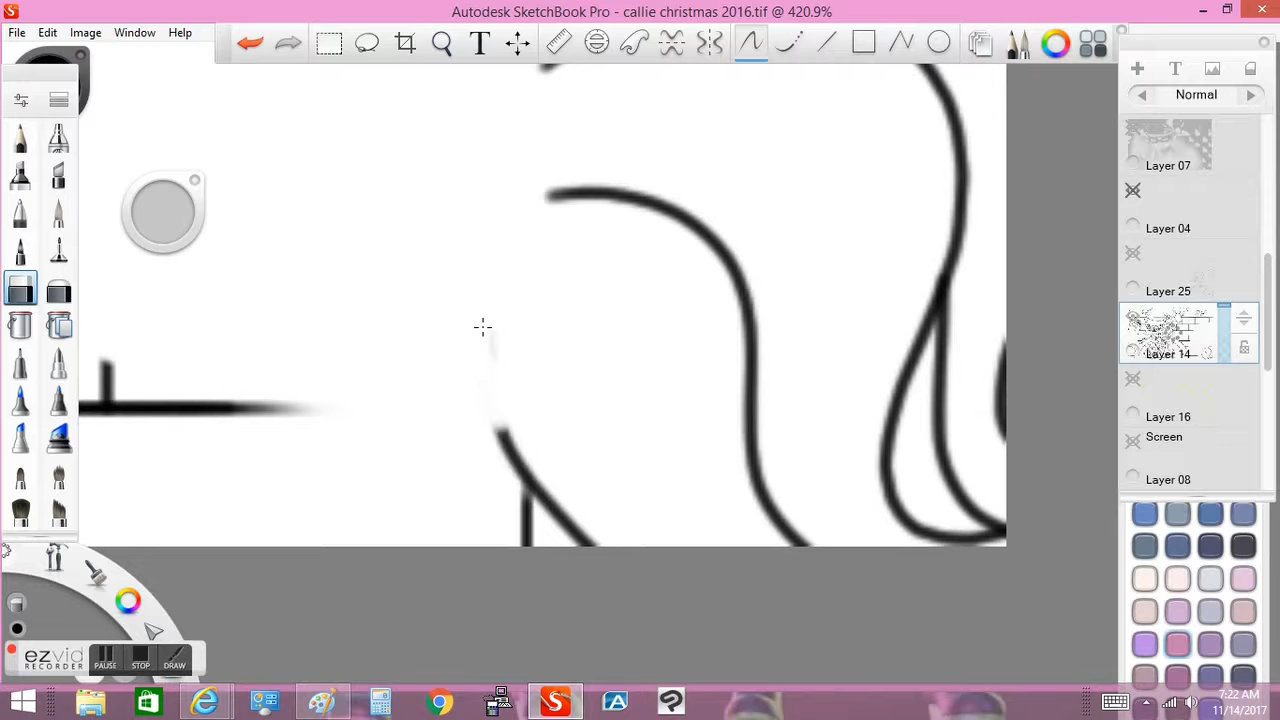 Autodesk SketchBook Pro - callie christmas 2016.tif @ 420.9%
File Edit Image Window Help
T
T
Normal
Layer 07
Layer 04
Layer 25
Layer 14
Layer 16
Screen
Layer 08
ezvid
RECORDER
PAUSE STOP DRAW
7:22 AM
11/14/2017